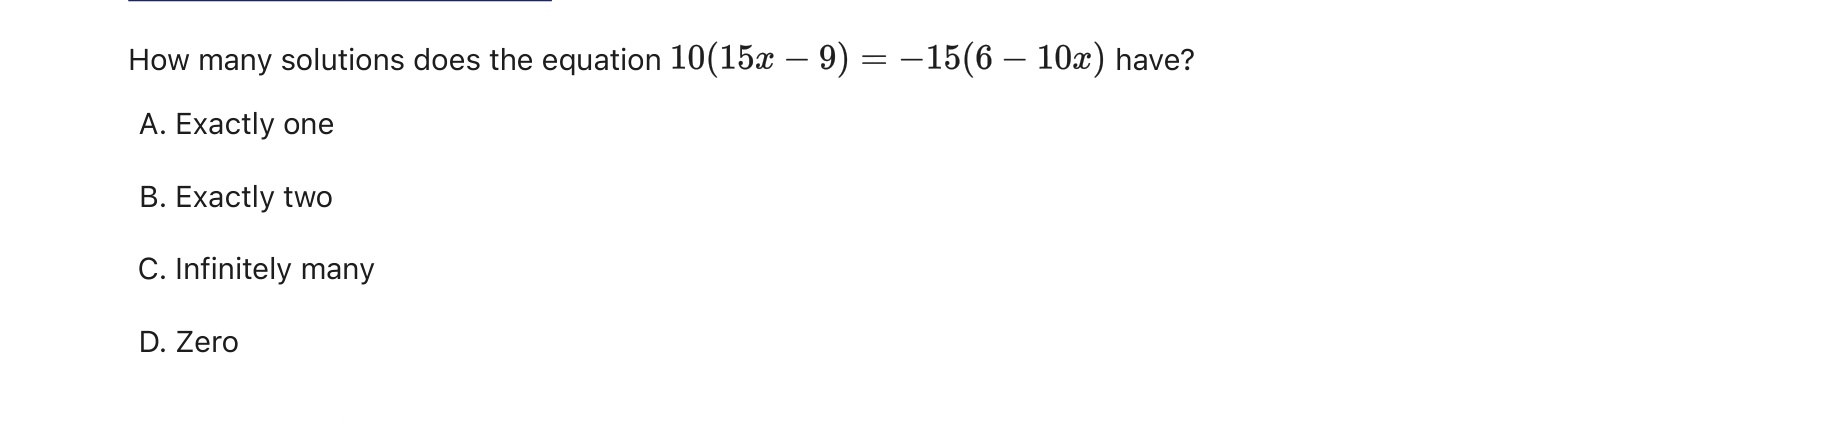 How many solutions does the equation 10(15x − 9) = −15(6 − 10x) have?
A. Exactly one
B. Exactly two
C. Infinitely many
D. Zero